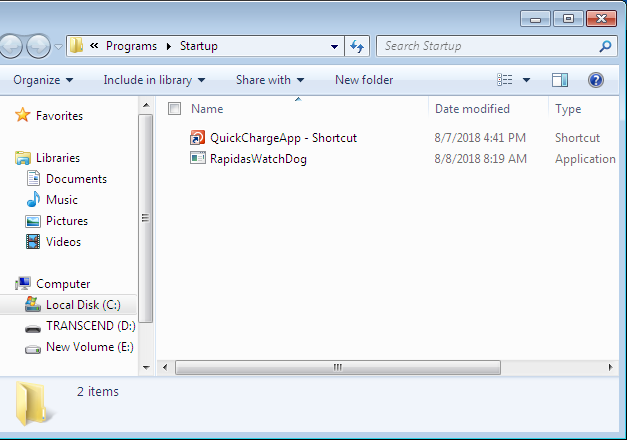 « Programs Startup Search Startup
Organize Include in library Share with New folder
Name Date modified Type
Favorites
QuickChargeApp - Shortcut 8/7/2018 4:41 PM Shortcut
RapidasWatchDog 8/8/2018 8:19 AM Application
Libraries
Documents
Music
Pictures
Videos
Computer
Local Disk (C:)
TRANSCEND (D:)
New Volume (E:)
2 items